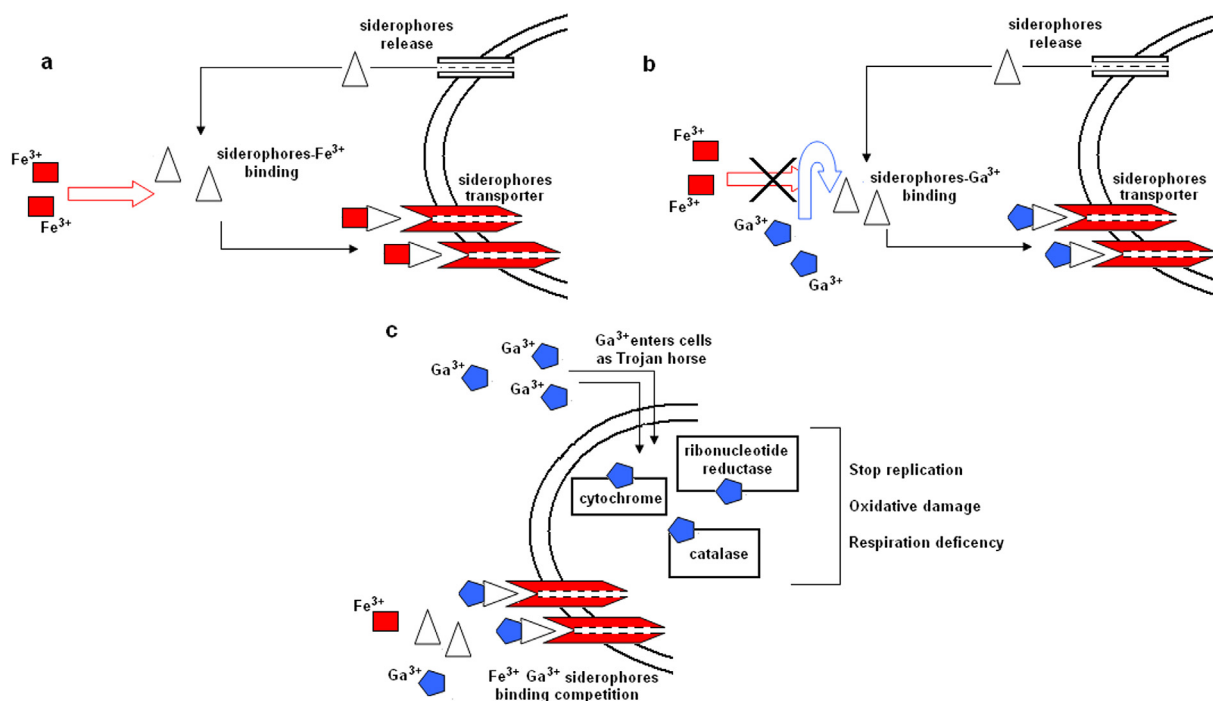 a
siderophores
release
Fe3+
Fe3+
siderophores-Fe3+
binding
siderophores
transporter
b
siderophores
release
Fe3+
Fe3+
Ga3+
Ga3+
siderophores-Ga3+
binding
siderophores
transporter
c
Ga3+
Ga3+
Ga3+
Ga3+ enters cells
as Trojan horse
ribonucleotide
reductase
cytochrome
catalase
Stop replication
Oxidative damage
Respiration deficency
Fe3+
Ga3+
Fe3+ Ga3+ siderophores
binding competition